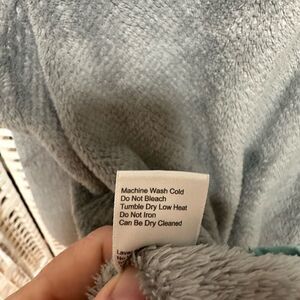 Machine Wash Cold
Do Not Bleach
Tumble Dry Low Heat
Do Not Iron
Can Be Dry Cleaned